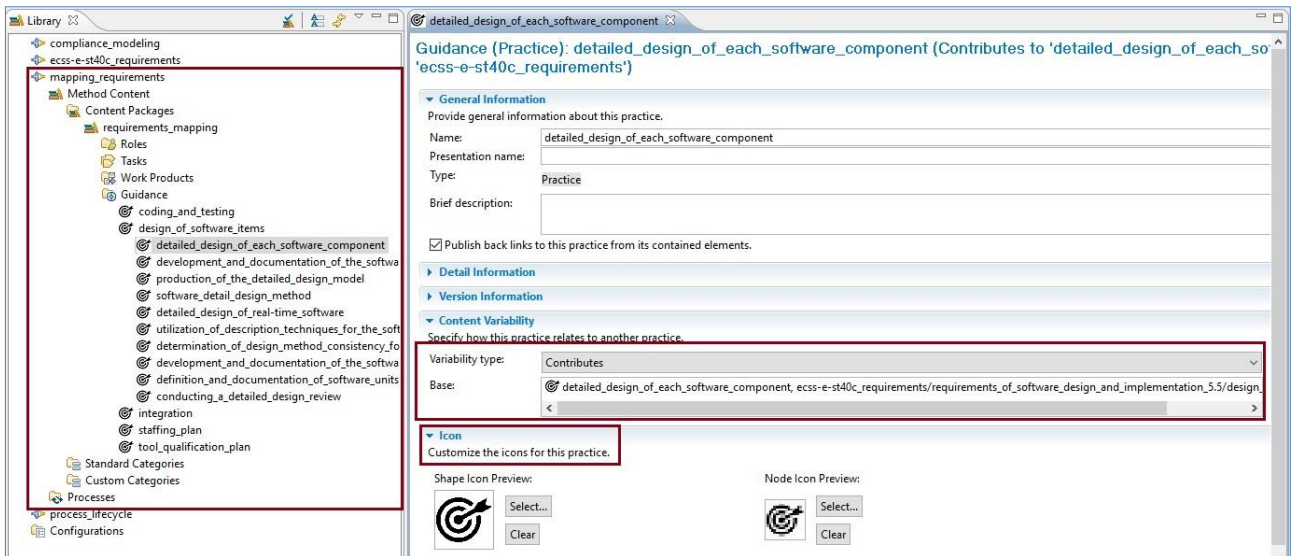 Library
compliance_modeling
ecss-e-st40c_requirements
mapping_requirements
Method Content
Content Packages
requirements_mapping
Roles
Tasks
Work Products
Guidance
coding_and_testing
design_of_software_items
detailed_design_of_each_software_component
development_and_documentation_of_the_softwa
production_of_the_detailed_design_model
software_detail_design_method
detailed_design_of_real-time_software
utilization_of_description_techniques_for_the_soft
determination_of_design_method_consistency_fo
development_and_documentation_of_the_softwa
definition_and_documentation_of_software_units
conducting_a_detailed_design_review
integration
staffing_plan
tool_qualification_plan
Standard Categories
Custom Categories
Processes
process_lifecycle
Configurations
detailed_design_of_each_software_component
Guidance (Practice): detailed_design_of_each_software_component (Contributes to 'detailed_design_of_each_so
'ecss-e-st40c_requirements')
General Information
Provide general information about this practice.
Name: detailed_design_of_each_software_component
Presentation name:
Type: Practice
Brief description:
Publish back links to this practice from its contained elements.
Detail Information
Version Information
Content Variability
Specify how this practice relates to another practice.
Variability type: Contributes
Base: detailed_design_of_each_software_component, ecss-e-st40c_requirements/requirements_of_software_design_and_implementation_5.5/design_
Icon
Customize the icons for this practice.
Shape Icon Preview: Node Icon Preview:
Select... Select...
Clear Clear